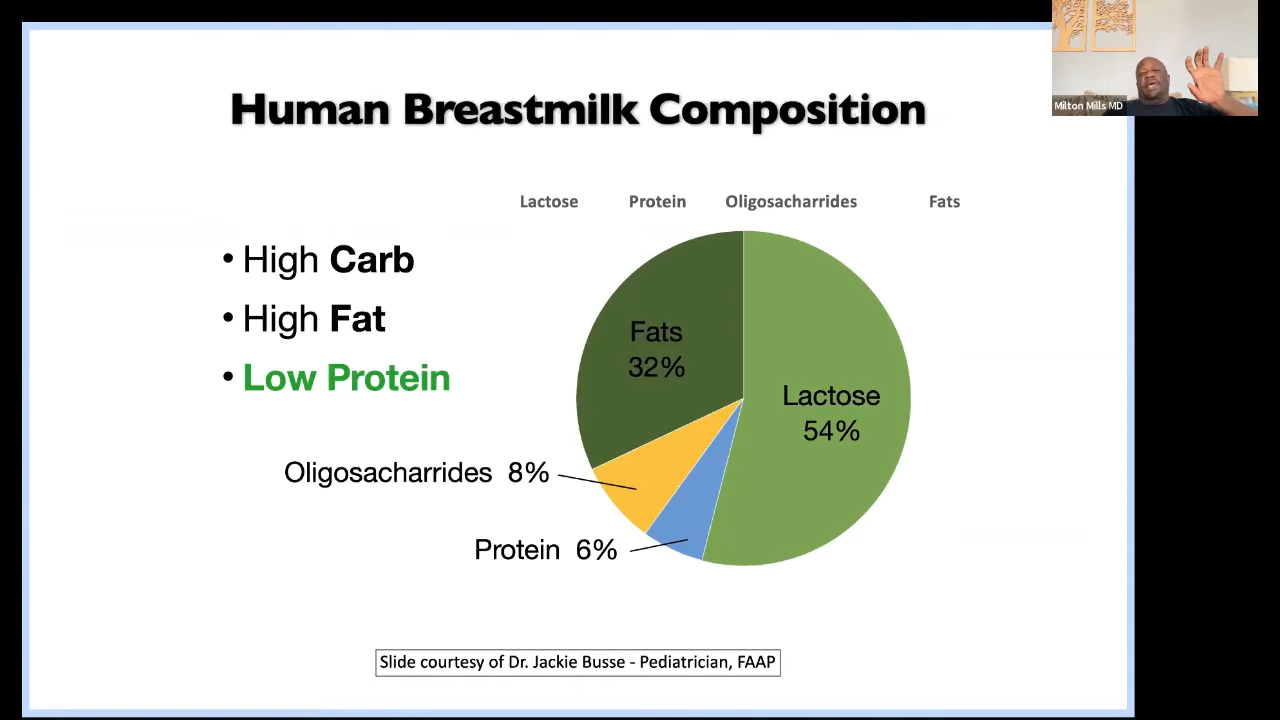 Milton Mills MD
Human Breastmilk Composition
Lactose Protein Oligosacharrides Fats
• High Carb
• High Fat
• Low Protein
Fats
32%
Lactose
54%
Oligosacharrides 8%
Protein 6%
Slide courtesy of Dr. Jackie Busse - Pediatrician, FAAP